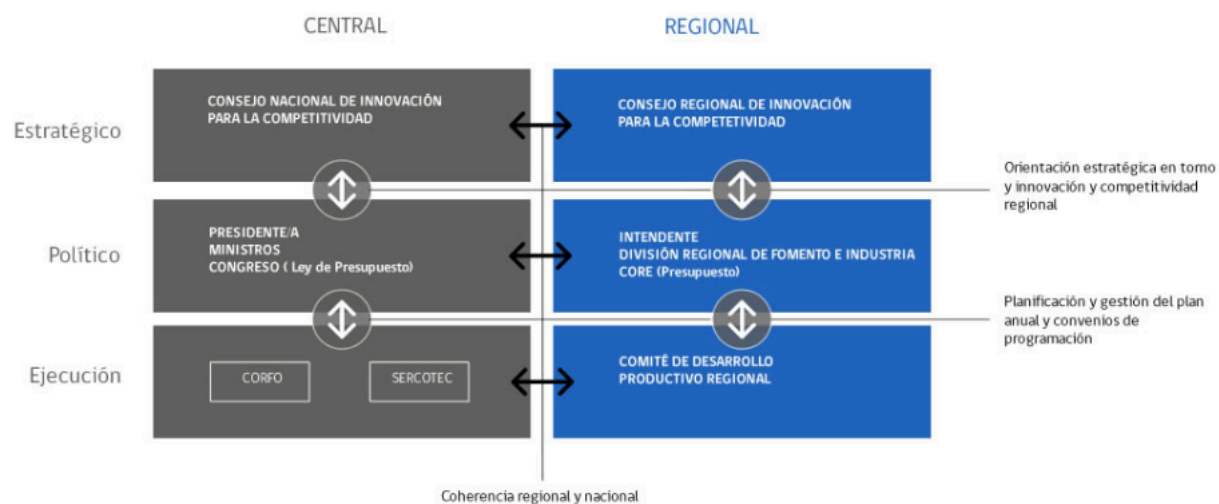 CENTRAL
REGIONAL
Estratégico
CONSEJO NACIONAL DE INNOVACIÓN
PARA LA COMPETITIVIDAD
CONSEJO REGIONAL DE INNOVACIÓN
PARA LA COMPETETIVIDAD
Orientación estratégica en torno
y innovación y competitividad
regional
Político
PRESIDENTE/A
MINISTROS
CONGRESO ( Ley de Presupuesto)
INTENDENTE
DIVISIÓN REGIONAL DE FOMENTO E INDUSTRIA
CORE (Presupuesto)
Planificación y gestión del plan
anual y convenios de
programación
Ejecución
CORFO
SERCOTEC
COMITÉ DE DESARROLLO
PRODUCTIVO REGIONAL
Coherencia regional y nacional